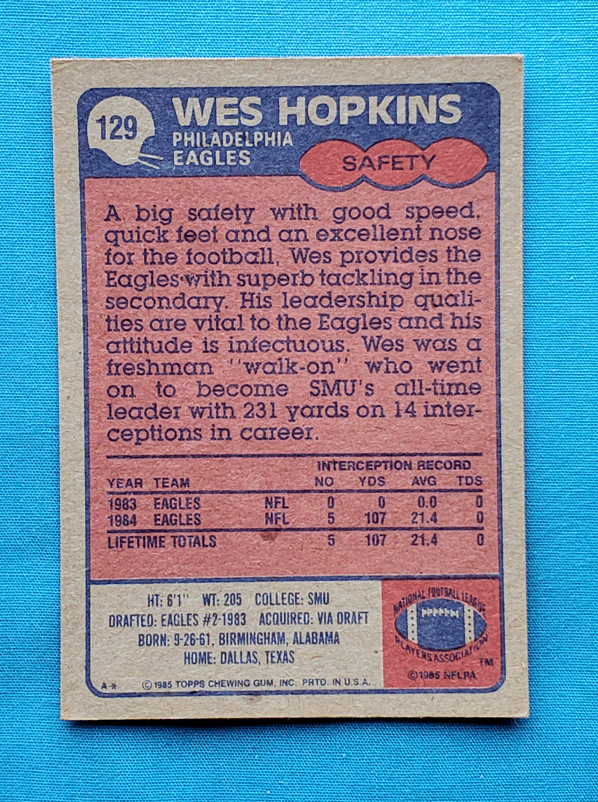 129
WES HOPKINS
PHILADELPHIA
EAGLES
SAFETY
A big safety with good speed,
quick feet and an excellent nose
for the football, Wes provides the
Eagles with superb tackling in the
secondary. His leadership quali-
ties are vital to the Eagles and his
attitude is infectuous. Wes was a
freshman "walk-on" who went
on to become SMU's all-time
leader with 231 yards on 14 inter-
ceptions in career.
INTERCEPTION RECORD
YEAR TEAM NO YDS AVG TDS
1983 EAGLES NFL 0 0 0.0 0
1984 EAGLES NFL 5 107 21.4 0
LIFETIME TOTALS 5 107 21.4 0
HT: 6'1" WT: 205 COLLEGE: SMU
DRAFTED: EAGLES #2-1983 ACQUIRED: VIA DRAFT
BORN: 9-26-61, BIRMINGHAM, ALABAMA
HOME: DALLAS, TEXAS
A* © 1985 TOPPS CHEWING GUM, INC. PRTD. IN U.S.A.
NATIONAL FOOTBALL LEAGUE
PLAYERS ASSOCIATION
TM
© 1985 NFLPA